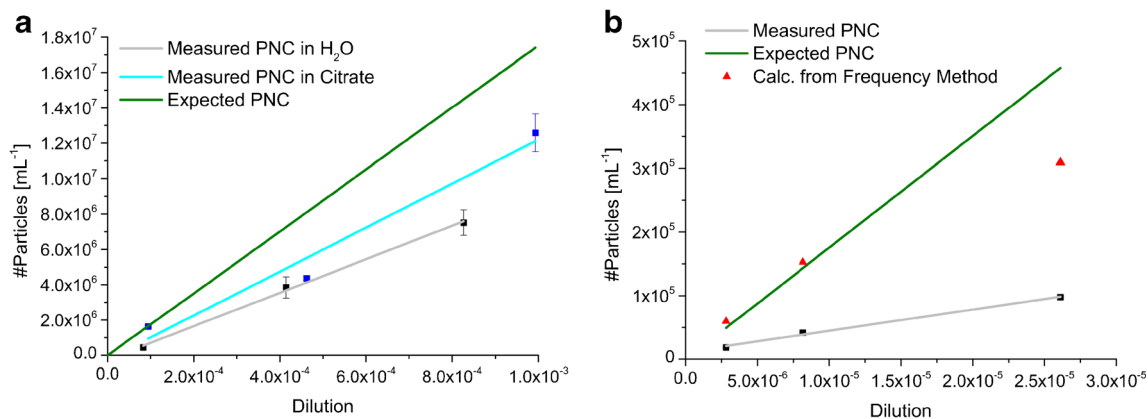 a
Measured PNC in H₂O
Measured PNC in Citrate
Expected PNC
#Particles [mL⁻¹]
2.0x10⁷
1.8x10⁷
1.6x10⁷
1.4x10⁷
1.2x10⁷
1.0x10⁷
8.0x10⁶
6.0x10⁶
4.0x10⁶
2.0x10⁶
0.0
0.0 2.0x10⁻⁴ 4.0x10⁻⁴ 6.0x10⁻⁴ 8.0x10⁻⁴ 1.0x10⁻³
Dilution
b
Measured PNC
Expected PNC
Calc. from Frequency Method
#Particles [mL⁻¹]
5x10⁵
4x10⁵
3x10⁵
2x10⁵
1x10⁵
0
0.0 5.0x10⁻⁶ 1.0x10⁻⁵ 1.5x10⁻⁵ 2.0x10⁻⁵ 2.5x10⁻⁵ 3.0x10⁻⁵
Dilution